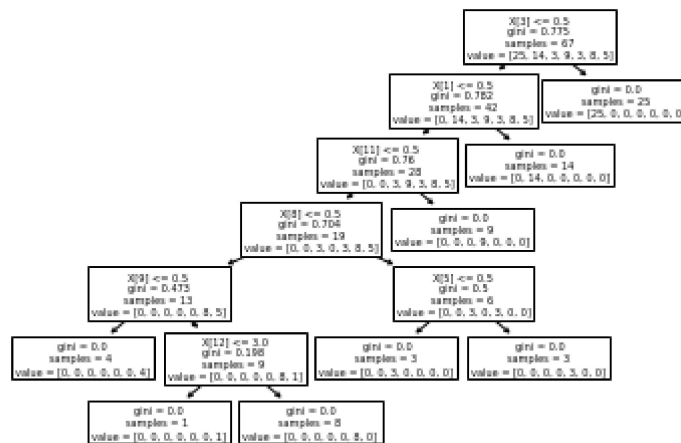 X[3] <= 0.5
gini = 0.775
samples = 67
value = [25, 14, 3, 9, 3, 8, 5]
X[1] <= 0.5
gini = 0.782
samples = 42
value = [0, 14, 3, 9, 3, 8, 5]
gini = 0.0
samples = 25
value = [25, 0, 0, 0, 0, 0, 0]
X[11] <= 0.5
gini = 0.76
samples = 28
value = [0, 0, 3, 9, 3, 8, 5]
gini = 0.0
samples = 14
value = [0, 14, 0, 0, 0, 0, 0]
X[8] <= 0.5
gini = 0.704
samples = 19
value = [0, 0, 3, 0, 3, 8, 5]
gini = 0.0
samples = 9
value = [0, 0, 0, 9, 0, 0, 0]
X[9] <= 0.5
gini = 0.473
samples = 13
value = [0, 0, 0, 0, 0, 8, 5]
X[5] <= 0.5
gini = 0.5
samples = 6
value = [0, 0, 3, 0, 3, 0, 0]
gini = 0.0
samples = 4
value = [0, 0, 0, 0, 0, 0, 4]
X[12] <= 3.0
gini = 0.198
samples = 9
value = [0, 0, 0, 0, 0, 8, 1]
gini = 0.0
samples = 3
value = [0, 0, 3, 0, 0, 0, 0]
gini = 0.0
samples = 3
value = [0, 0, 0, 0, 3, 0, 0]
gini = 0.0
samples = 1
value = [0, 0, 0, 0, 0, 0, 1]
gini = 0.0
samples = 8
value = [0, 0, 0, 0, 0, 8, 0]